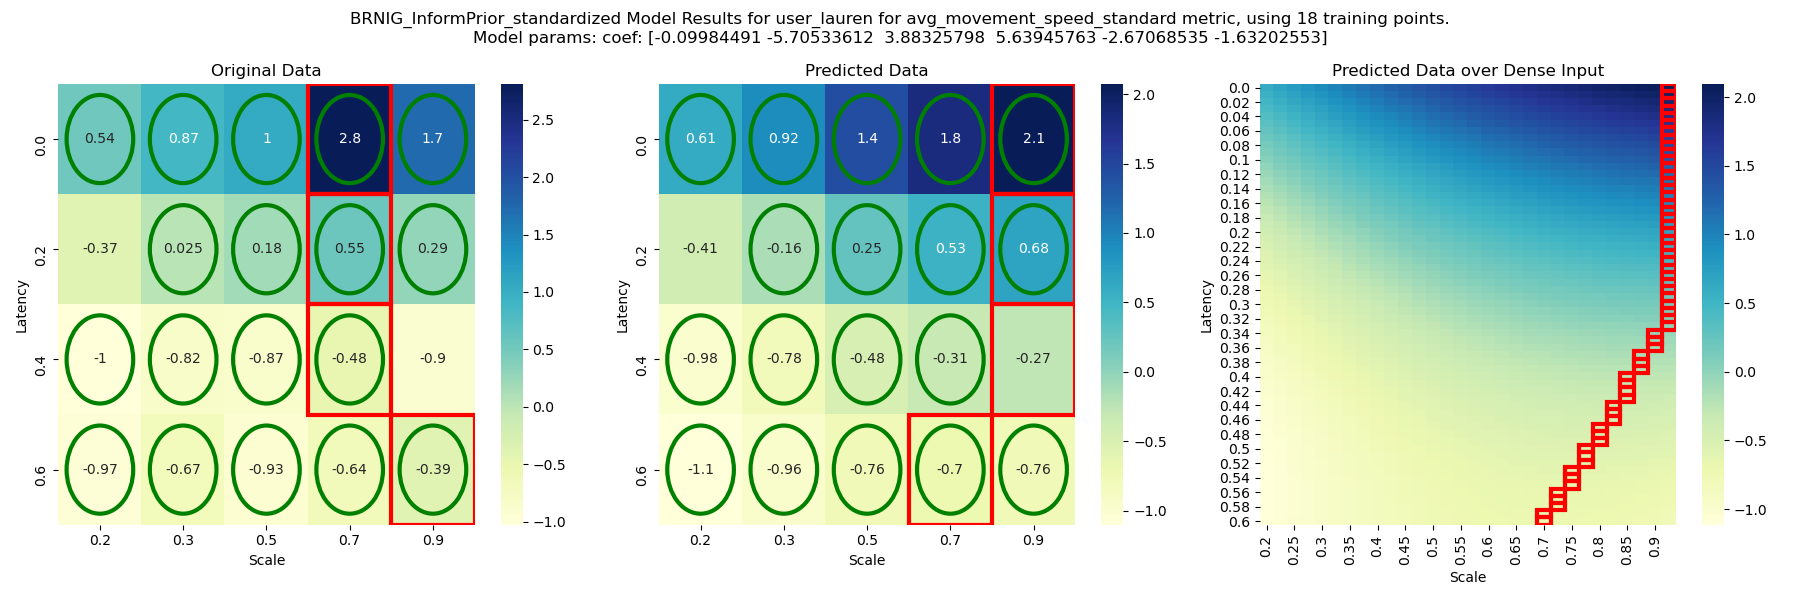 BRNIG_InformPrior_standardized Model Results for user_lauren for avg_movement_speed_standard metric, using 18 training points.
Model params: coef: [-0.09984491 -5.70533612  3.88325798  5.63945763 -2.67068535 -1.63202553]
Original Data
Latency
0.0
0.2
0.4
0.6
0.54 0.87 1 2.8 1.7
-0.37 0.025 0.18 0.55 0.29
-1 -0.82 -0.87 -0.48 -0.9
-0.97 -0.67 -0.93 -0.64 -0.39
0.2 0.3 0.5 0.7 0.9
Scale
2.5
2.0
1.5
1.0
0.5
0.0
−0.5
−1.0
Predicted Data
Latency
0.0
0.2
0.4
0.6
0.61 0.92 1.4 1.8 2.1
-0.41 -0.16 0.25 0.53 0.68
-0.98 -0.78 -0.48 -0.31 -0.27
-1.1 -0.96 -0.76 -0.7 -0.76
0.2 0.3 0.5 0.7 0.9
Scale
2.0
1.5
1.0
0.5
0.0
−0.5
−1.0
Predicted Data over Dense Input
Latency
0.0
0.02
0.04
0.06
0.08
0.1
0.12
0.14
0.16
0.18
0.2
0.22
0.24
0.26
0.28
0.3
0.32
0.34
0.36
0.38
0.4
0.42
0.44
0.46
0.48
0.5
0.52
0.54
0.56
0.58
0.6
0.2 0.25 0.3 0.35 0.4 0.45 0.5 0.55 0.6 0.65 0.7 0.75 0.8 0.85 0.9
Scale
2.0
1.5
1.0
0.5
0.0
−0.5
−1.0